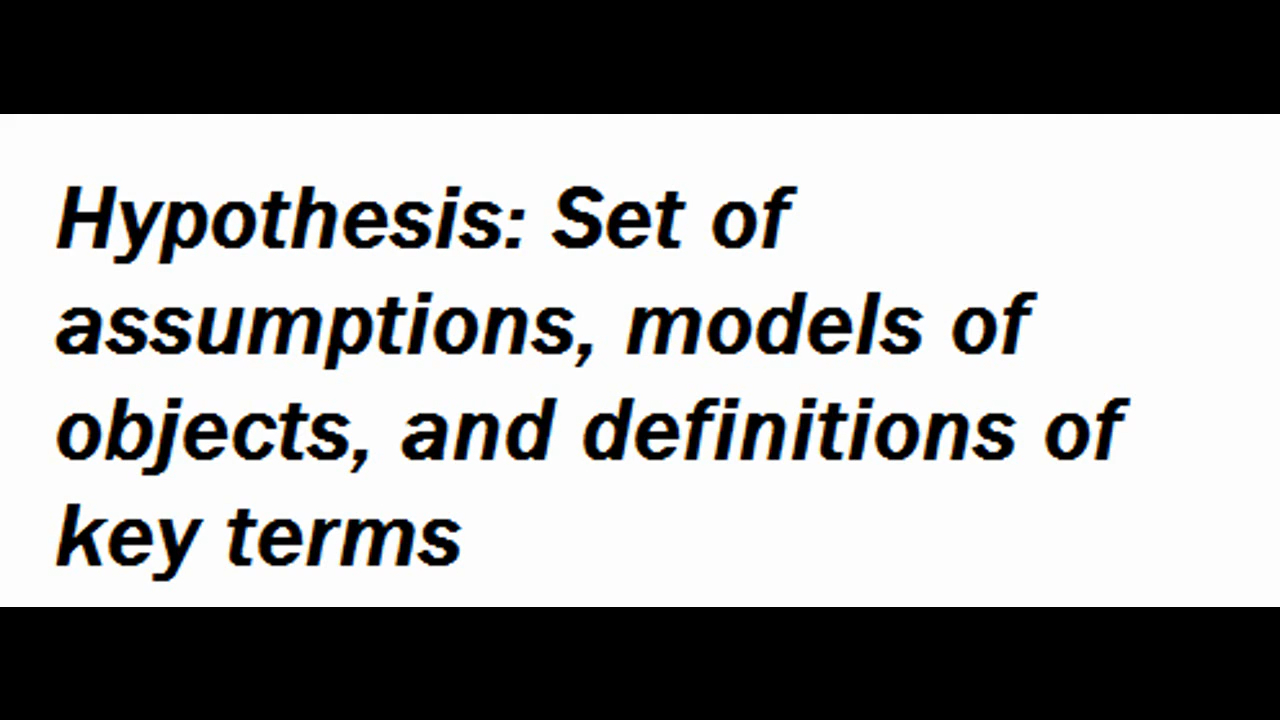 Hypothesis: Set of
assumptions, models of
objects, and definitions of
key terms